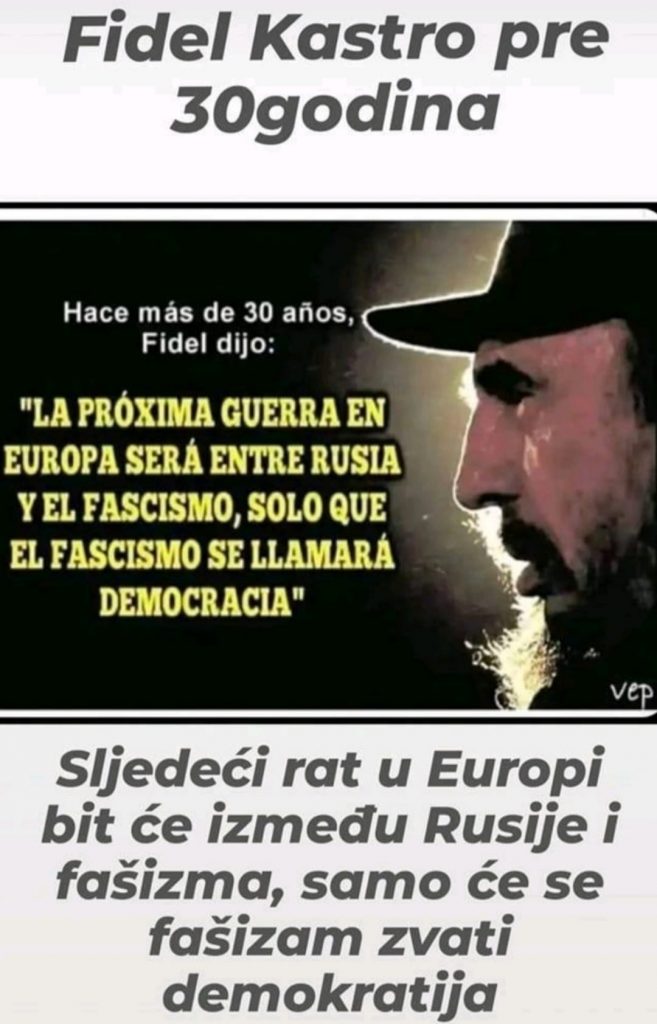 Fidel Kastro pre
30godina
Hace más de 30 años,
Fidel dijo:
"LA PRÓXIMA GUERRA EN
EUROPA SERÁ ENTRE RUSIA
Y EL FASCISMO, SOLO QUE
EL FASCISMO SE LLAMARÁ
DEMOCRACIA"
vep
Sljedeći rat u Europi
bit će između Rusije i
fašizma, samo će se
fašizam zvati
demokratija